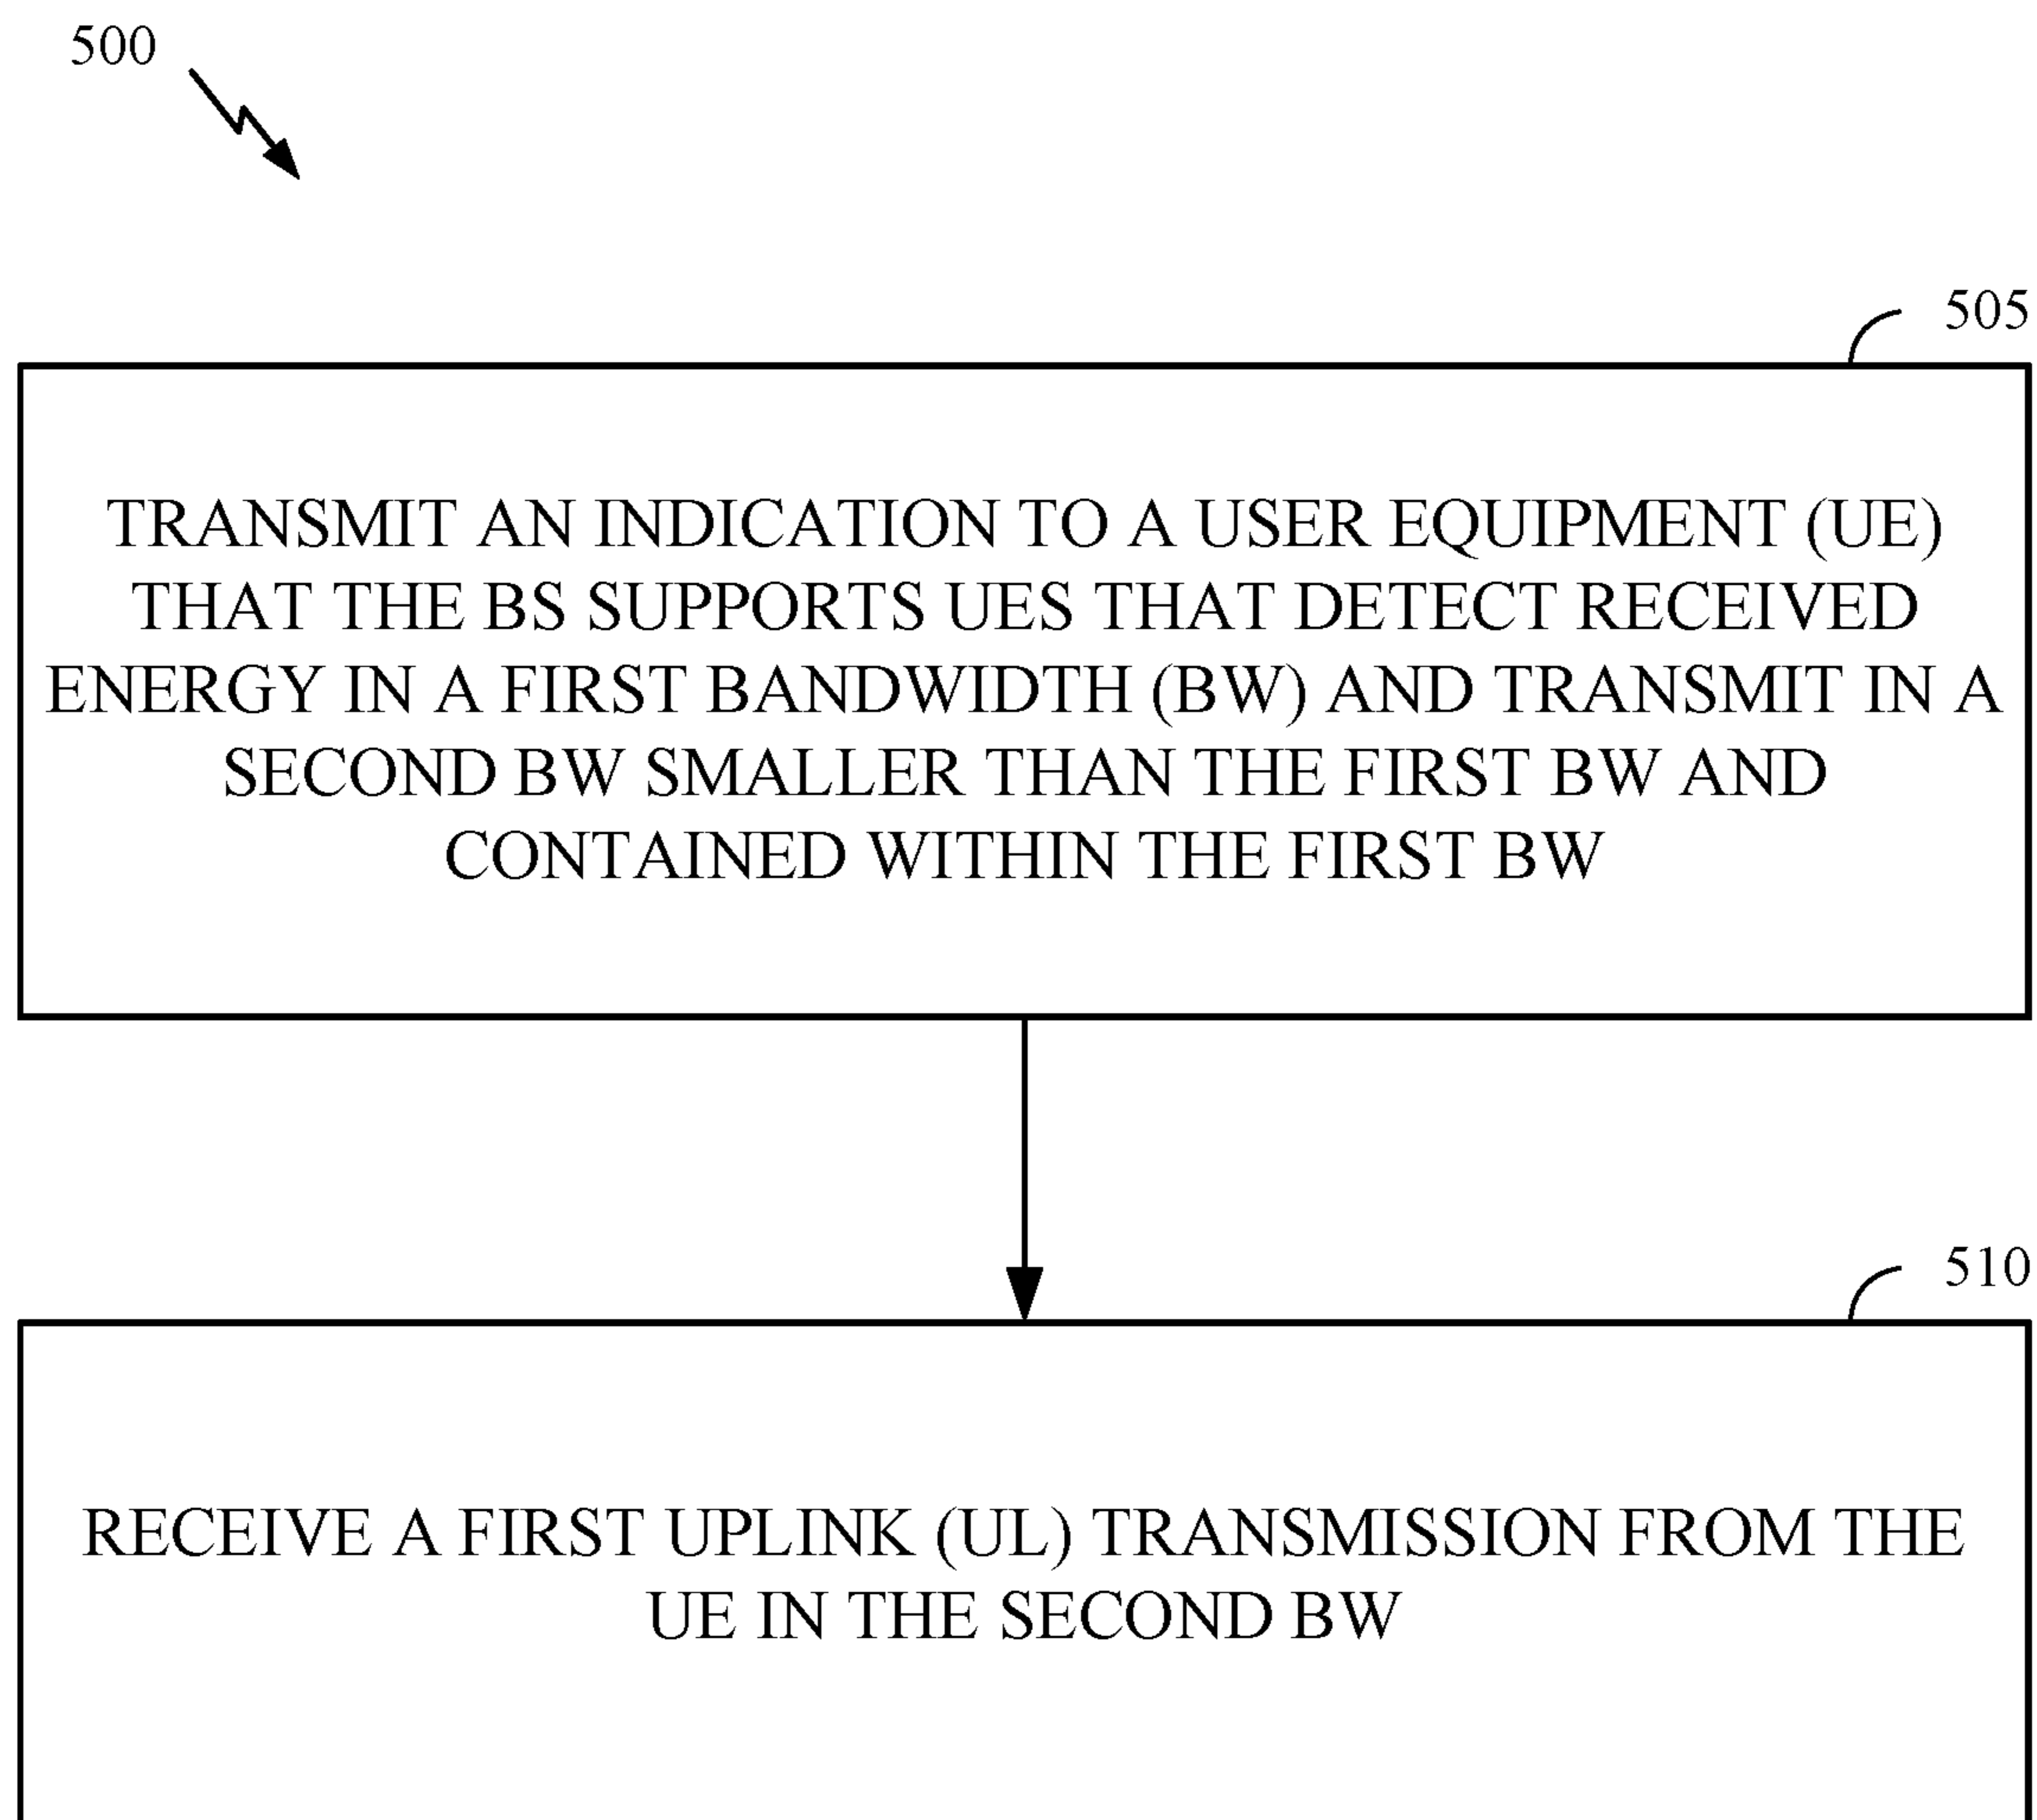 500
505
TRANSMIT AN INDICATION TO A USER EQUIPMENT (UE)
THAT THE BS SUPPORTS UES THAT DETECT RECEIVED
ENERGY IN A FIRST BANDWIDTH (BW) AND TRANSMIT IN A
SECOND BW SMALLER THAN THE FIRST BW AND
CONTAINED WITHIN THE FIRST BW
510
RECEIVE A FIRST UPLINK (UL) TRANSMISSION FROM THE
UE IN THE SECOND BW